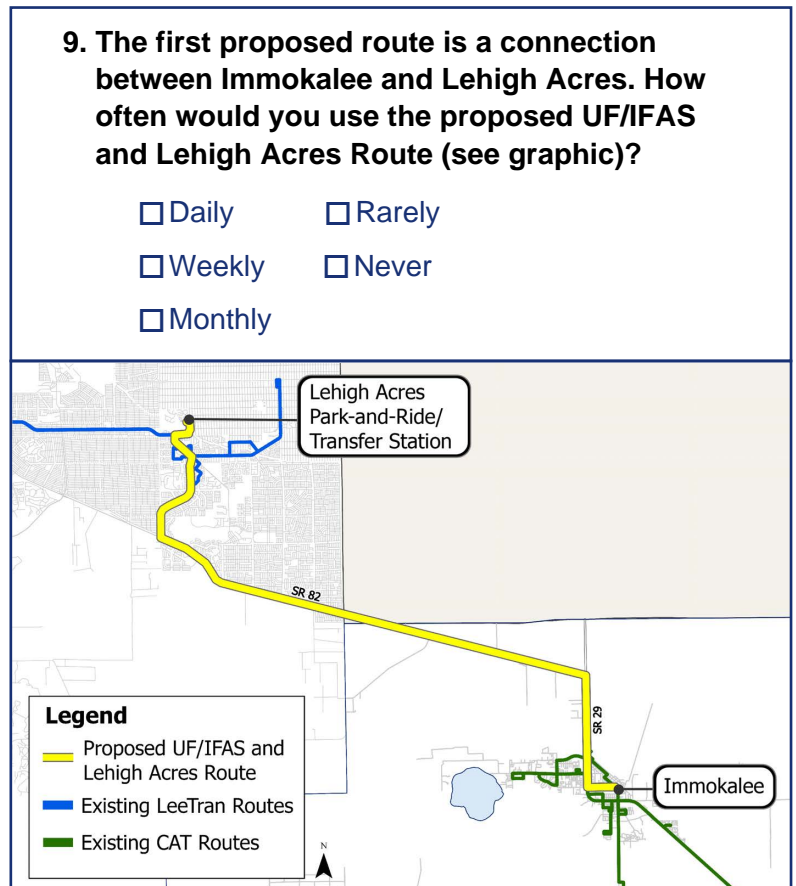 9. The first proposed route is a connection
between Immokalee and Lehigh Acres. How
often would you use the proposed UF/IFAS
and Lehigh Acres Route (see graphic)?
☐ Daily ☐ Rarely
☐ Weekly ☐ Never
☐ Monthly
Lehigh Acres
Park-and-Ride/
Transfer Station
SR 82
SR 29
Immokalee
Legend
Proposed UF/IFAS and
Lehigh Acres Route
Existing LeeTran Routes
Existing CAT Routes
N